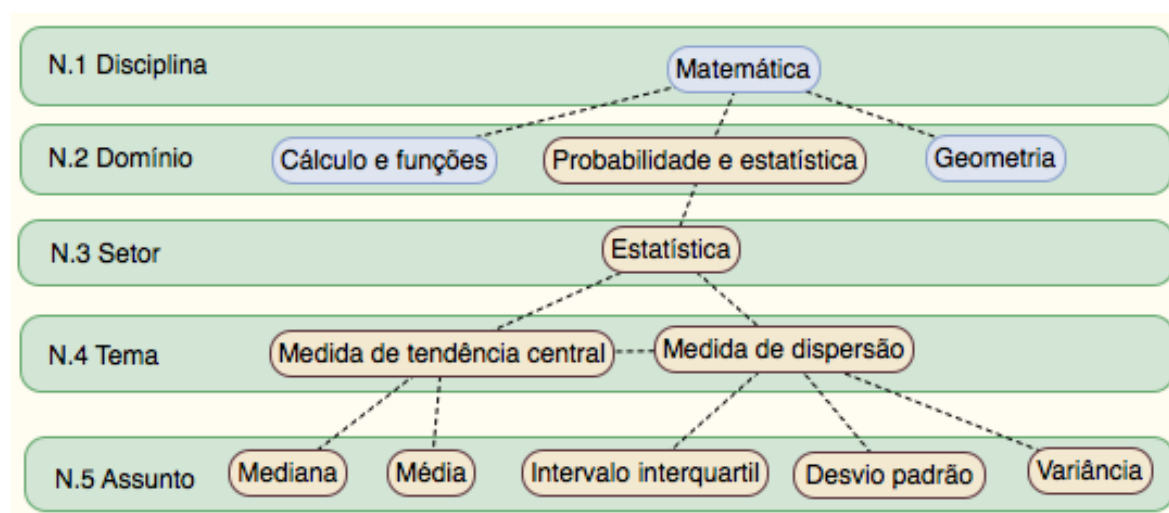 N.1 Disciplina
Matemática
N.2 Domínio
Cálculo e funções
Probabilidade e estatística
Geometria
N.3 Setor
Estatística
N.4 Tema
Medida de tendência central
Medida de dispersão
N.5 Assunto
Mediana
Média
Intervalo interquartil
Desvio padrão
Variância